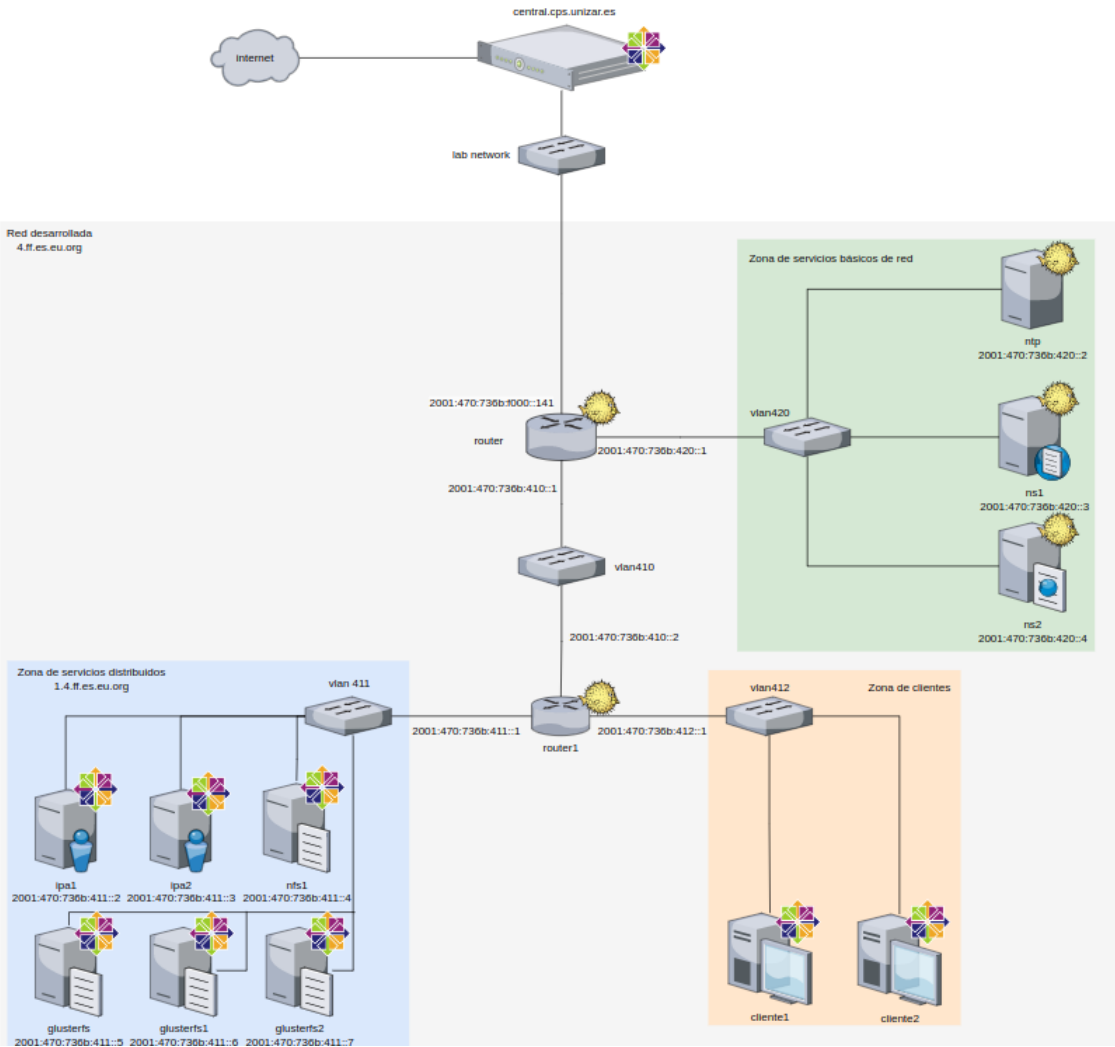 central.cps.unizar.es
internet
lab network
Red desarrollada
4.ff.es.eu.org
Zona de servicios básicos de red
ntp
2001:470:736b:420::2
2001:470:736b:f000::141
router
2001:470:736b:420::1
vlan420
2001:470:736b:410::1
ns1
2001:470:736b:420::3
vlan410
ns2
2001:470:736b:420::4
2001:470:736b:410::2
Zona de servicios distribuidos
1.4.ff.es.eu.org
vlan 411
2001:470:736b:411::1
router1
2001:470:736b:412::1
vlan412
Zona de clientes
ipa1
2001:470:736b:411::2
ipa2
2001:470:736b:411::3
nfs1
2001:470:736b:411::4
glusterfs
2001:470:736b:411::5
glusterfs1
2001:470:736b:411::6
glusterfs2
2001:470:736b:411::7
cliente1
cliente2